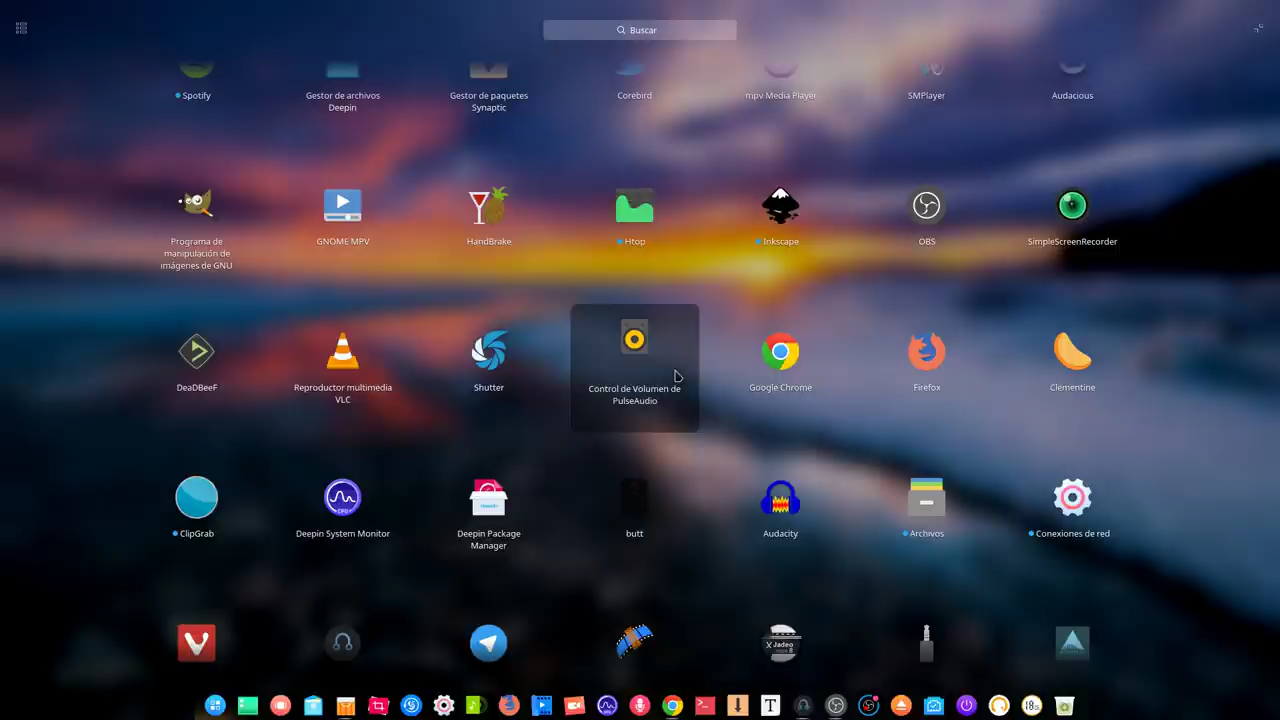 Buscar
Spotify
Gestor de archivos
Deepin
Gestor de paquetes
Synaptic
Corebird
mpv Media Player
SMPlayer
Audacious
Programa de
manipulación de
imágenes de GNU
GNOME MPV
HandBrake
Htop
Inkscape
OBS
SimpleScreenRecorder
DeaDBeeF
Reproductor multimedia
VLC
Shutter
Control de Volumen de
PulseAudio
Google Chrome
Firefox
Clementine
ClipGrab
CPU
Deepin System Monitor
Deepin Package
Manager
butt
Audacity
Archivos
Conexiones de red
X Jadeo
T
18